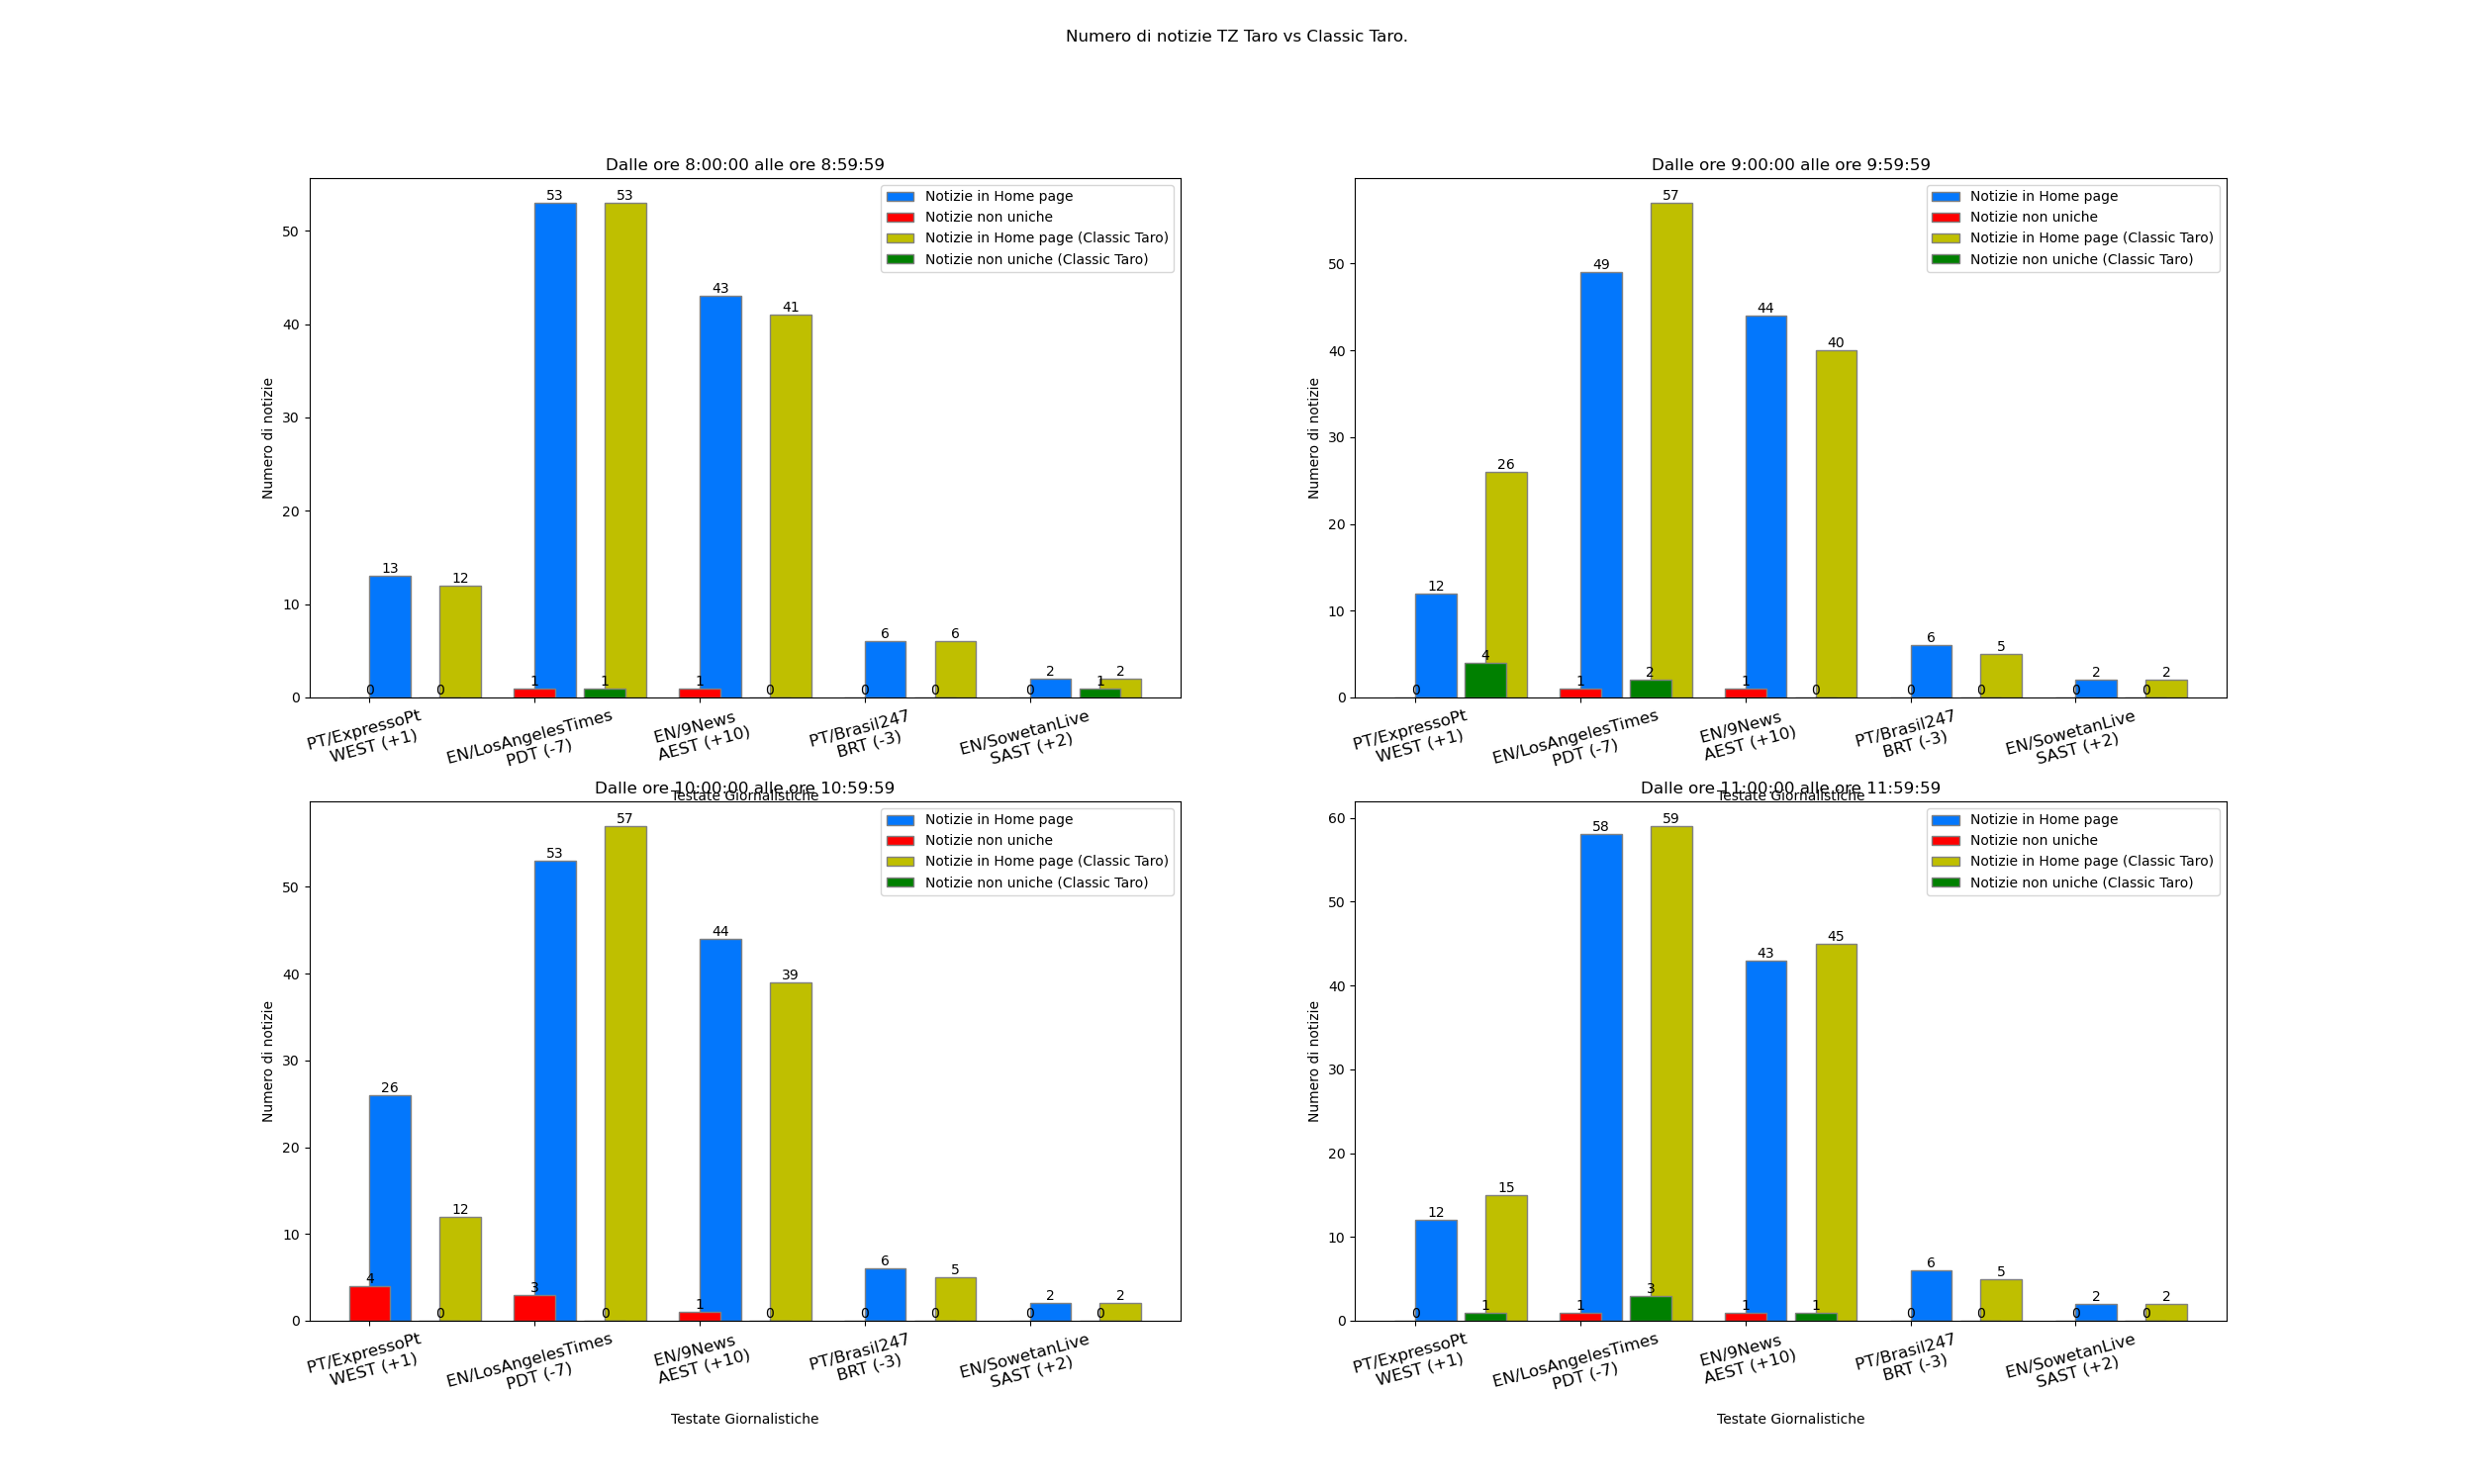 Numero di notizie TZ Taro vs Classic Taro.
Dalle ore 8:00:00 alle ore 8:59:59
Notizie in Home page
Notizie non uniche
Notizie in Home page (Classic Taro)
Notizie non uniche (Classic Taro)
Numero di notizie
50
40
30
20
10
0
0 13 0 12
1 53 1 53
1 43 0 41
0 6 0 6
0 2 1 2
PT/ExpressoPt
WEST (+1)
EN/LosAngelesTimes
PDT (-7)
EN/9News
AEST (+10)
PT/Brasil247
BRT (-3)
EN/SowetanLive
SAST (+2)
Testate Giornalistiche
Dalle ore 9:00:00 alle ore 9:59:59
Notizie in Home page
Notizie non uniche
Notizie in Home page (Classic Taro)
Notizie non uniche (Classic Taro)
Numero di notizie
50
40
30
20
10
0
0 12 4 26
1 49 2 57
1 44 0 40
0 6 0 5
0 2 0 2
PT/ExpressoPt
WEST (+1)
EN/LosAngelesTimes
PDT (-7)
EN/9News
AEST (+10)
PT/Brasil247
BRT (-3)
EN/SowetanLive
SAST (+2)
Testate Giornalistiche
Dalle ore 10:00:00 alle ore 10:59:59
Notizie in Home page
Notizie non uniche
Notizie in Home page (Classic Taro)
Notizie non uniche (Classic Taro)
Numero di notizie
50
40
30
20
10
0
4 26 0 12
3 53 0 57
1 44 0 39
0 6 0 5
0 2 0 2
PT/ExpressoPt
WEST (+1)
EN/LosAngelesTimes
PDT (-7)
EN/9News
AEST (+10)
PT/Brasil247
BRT (-3)
EN/SowetanLive
SAST (+2)
Testate Giornalistiche
Dalle ore 11:00:00 alle ore 11:59:59
Notizie in Home page
Notizie non uniche
Notizie in Home page (Classic Taro)
Notizie non uniche (Classic Taro)
Numero di notizie
60
50
40
30
20
10
0
0 12 1 15
1 58 3 59
1 43 1 45
0 6 0 5
0 2 0 2
PT/ExpressoPt
WEST (+1)
EN/LosAngelesTimes
PDT (-7)
EN/9News
AEST (+10)
PT/Brasil247
BRT (-3)
EN/SowetanLive
SAST (+2)
Testate Giornalistiche